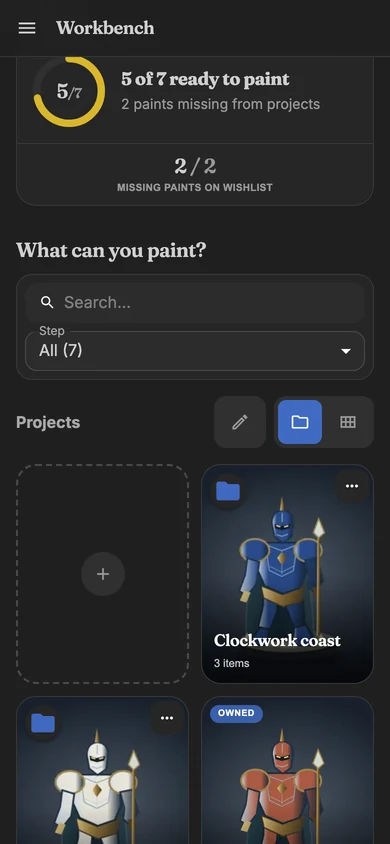 Workbench
5/7
5 of 7 ready to paint
2 paints missing from projects
2 / 2
MISSING PAINTS ON WISHLIST
What can you paint?
Search...
Step
All (7)
Projects
Clockwork coast
3 items
OWNED